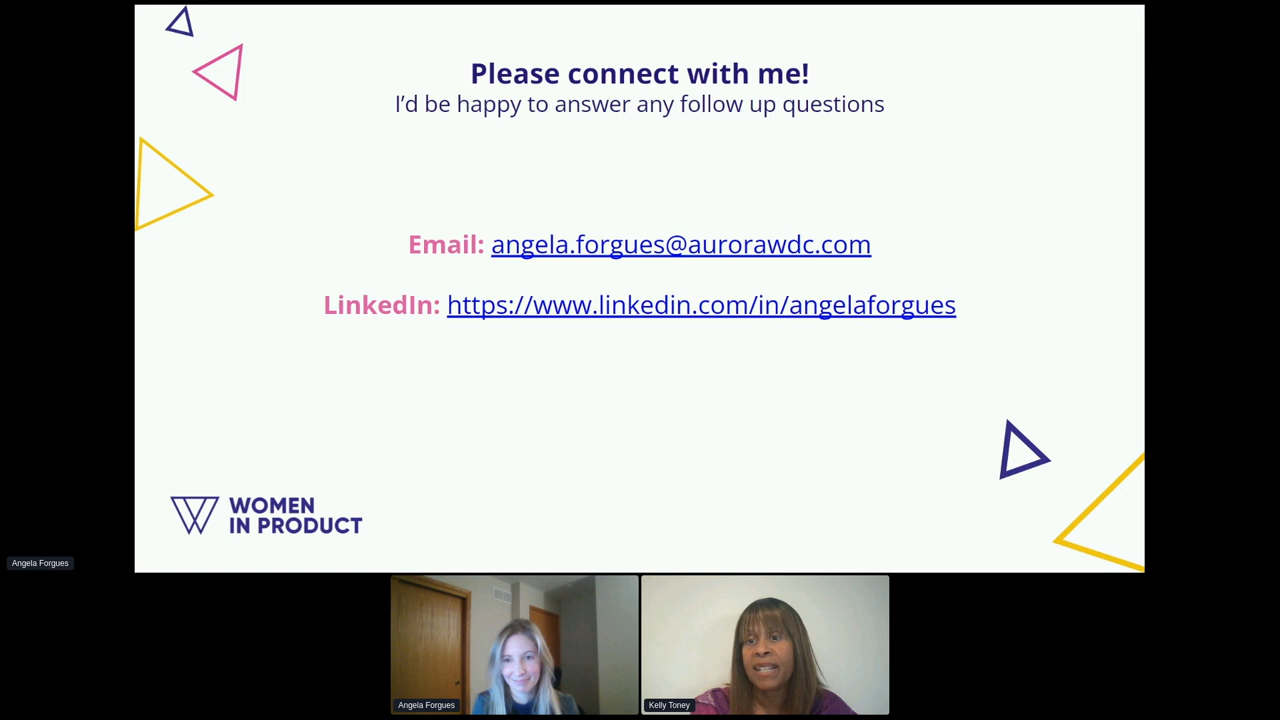 Please connect with me!
I'd be happy to answer any follow up questions
Email: angela.forgues@aurorawdc.com
LinkedIn: https://www.linkedin.com/in/angelaforgues
WOMEN
IN PRODUCT
Angela Forgues
Angela Forgues
Kelly Toney